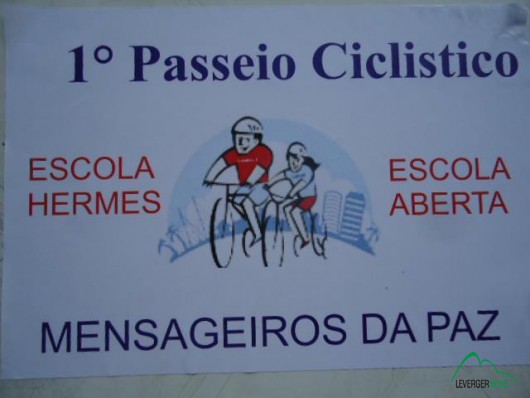 1° Passeio Ciclistico
ESCOLA
HERMES
ESCOLA
ABERTA
MENSAGEIROS DA PAZ